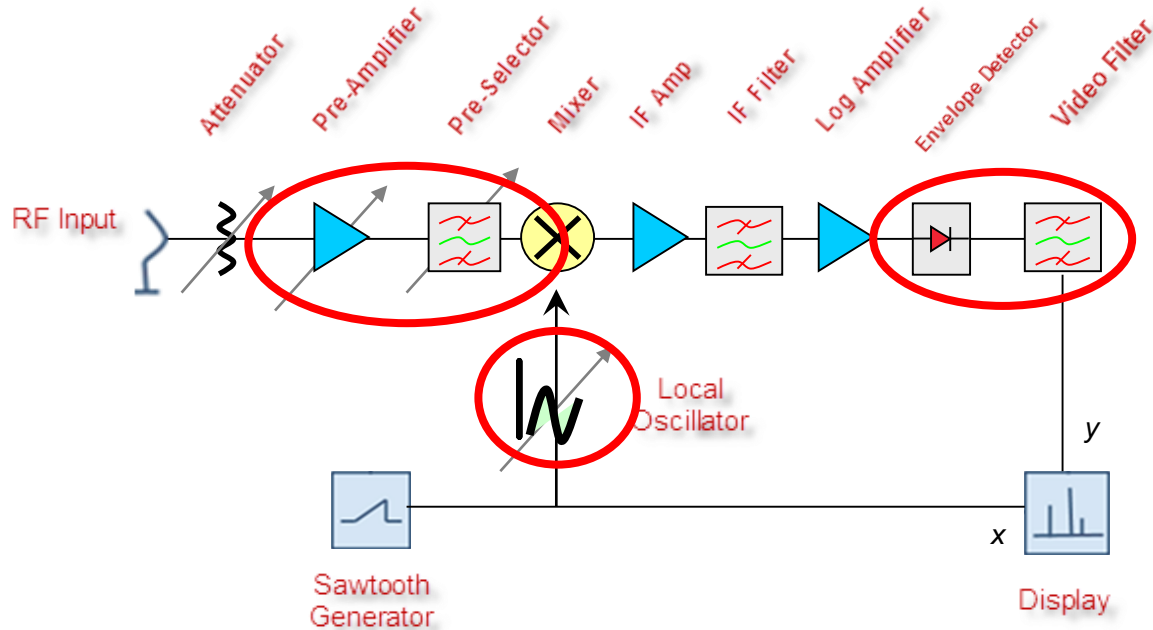 Attenuator
Pre-Amplifier
Pre-Selector
Mixer
IF Amp
IF Filter
Log Amplifier
Envelope Detector
Video Filter
RF Input
Local
Oscillator
y
x
Sawtooth
Generator
Display